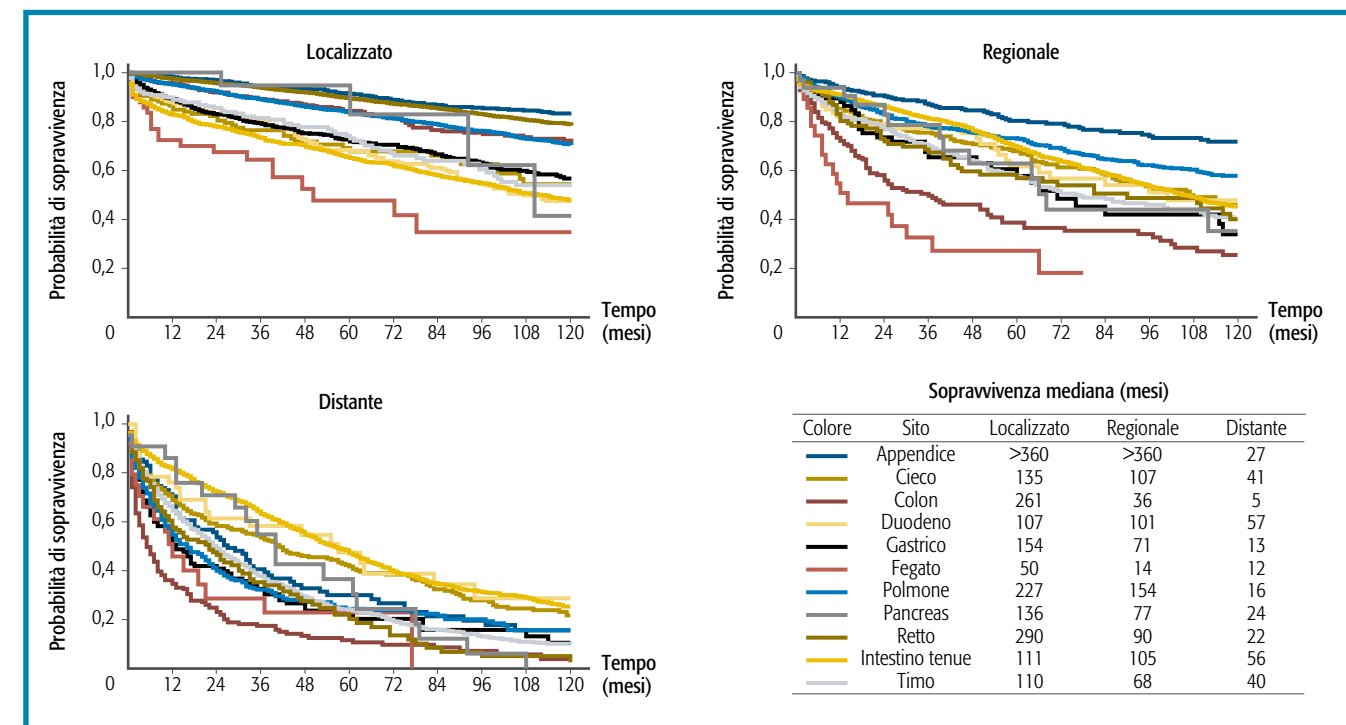 Localizzato
Probabilità di sopravvivenza
1,0
0,8
0,6
0,4
0,2
0 12 24 36 48 60 72 84 96 108 120
Tempo
(mesi)
Regionale
Probabilità di sopravvivenza
1,0
0,8
0,6
0,4
0,2
0 12 24 36 48 60 72 84 96 108 120
Tempo
(mesi)
Distante
Probabilità di sopravvivenza
1,0
0,8
0,6
0,4
0,2
0 12 24 36 48 60 72 84 96 108 120
Tempo
(mesi)
Sopravvivenza mediana (mesi)
Colore Sito Localizzato Regionale Distante
Appendice >360 >360 27
Cieco 135 107 41
Colon 261 36 5
Duodeno 107 101 57
Gastrico 154 71 13
Fegato 50 14 12
Polmone 227 154 16
Pancreas 136 77 24
Retto 290 90 22
Intestino tenue 111 105 56
Timo 110 68 40